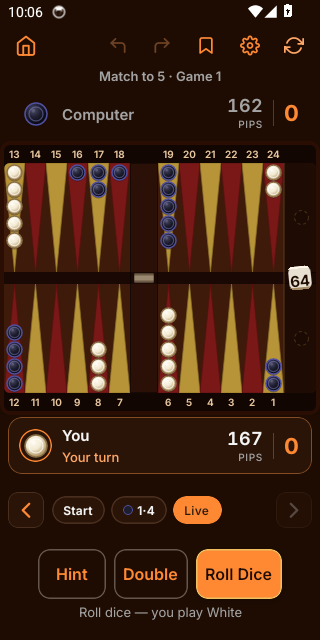 10:06
Match to 5 · Game 1
Computer
162
PIPS
0
13 14 15 16 17 18 19 20 21 22 23 24
64
12 11 10 9 8 7 6 5 4 3 2 1
You
Your turn
167
PIPS
0
Start
1·4
Live
Hint
Double
Roll Dice
Roll dice — you play White